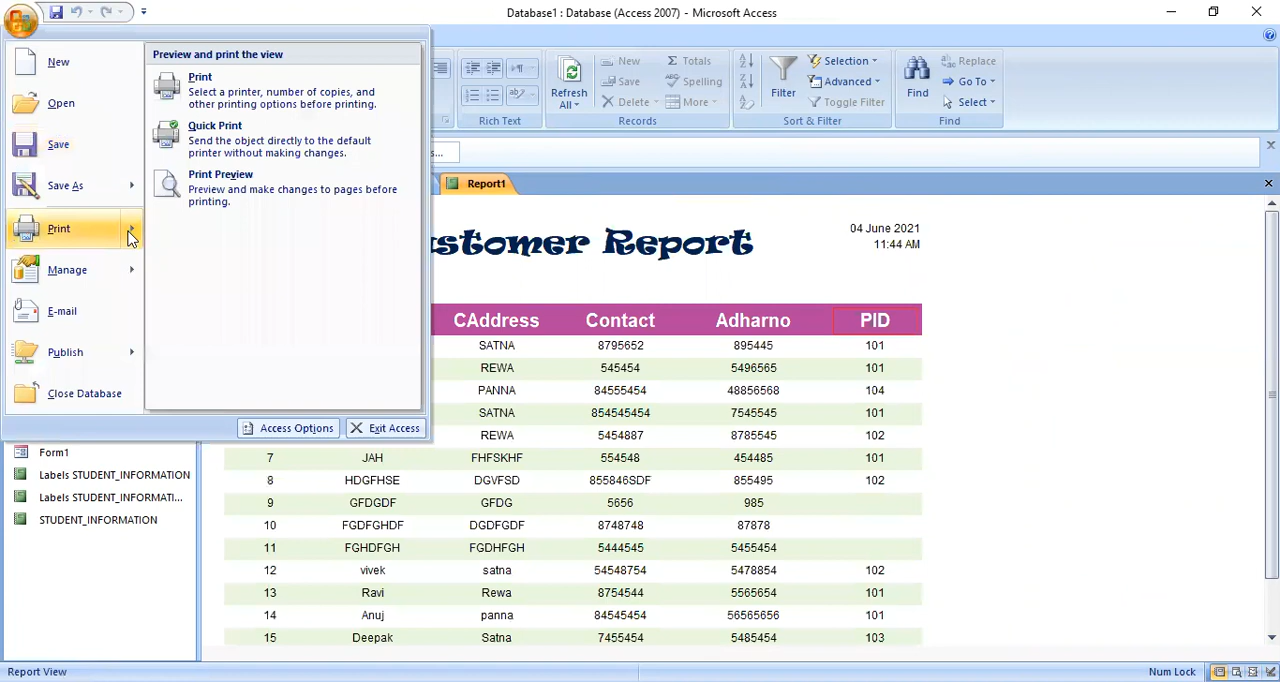 Database1 : Database (Access 2007) - Microsoft Access
New
Open
Save
Save As
Print
Manage
E-mail
Publish
Close Database
Preview and print the view
Print
Select a printer, number of copies, and
other printing options before printing.
Quick Print
Send the object directly to the default
printer without making changes.
Print Preview
Preview and make changes to pages before
printing.
Access Options
Exit Access
Rich Text
Refresh
All
New
Save
Delete
Totals
Spelling
More
Records
Filter
Selection
Advanced
Toggle Filter
Sort & Filter
Find
Replace
Go To
Select
Find
s...
Report1
ustomer Report
04 June 2021
11:44 AM
CAddress Contact Adharno PID
SATNA 8795652 895445 101
REWA 545454 5496565 101
PANNA 84555454 48856568 104
SATNA 854545454 7545545 101
REWA 5454887 8785545 102
7 JAH FHFSKHF 554548 454485 101
8 HDGFHSE DGVFSD 855846SDF 855495 102
9 GFDGDF GFDG 5656 985
10 FGDFGHDF DGDFGDF 8748748 87878
11 FGHDFGH FGDHFGH 5444545 5455454
12 vivek satna 54548754 5478854 102
13 Ravi Rewa 8754544 5565654 101
14 Anuj panna 84545454 56565656 101
15 Deepak Satna 7455454 5485454 103
Form1
Labels STUDENT_INFORMATION
Labels STUDENT_INFORMATI...
STUDENT_INFORMATION
Report View
Num Lock